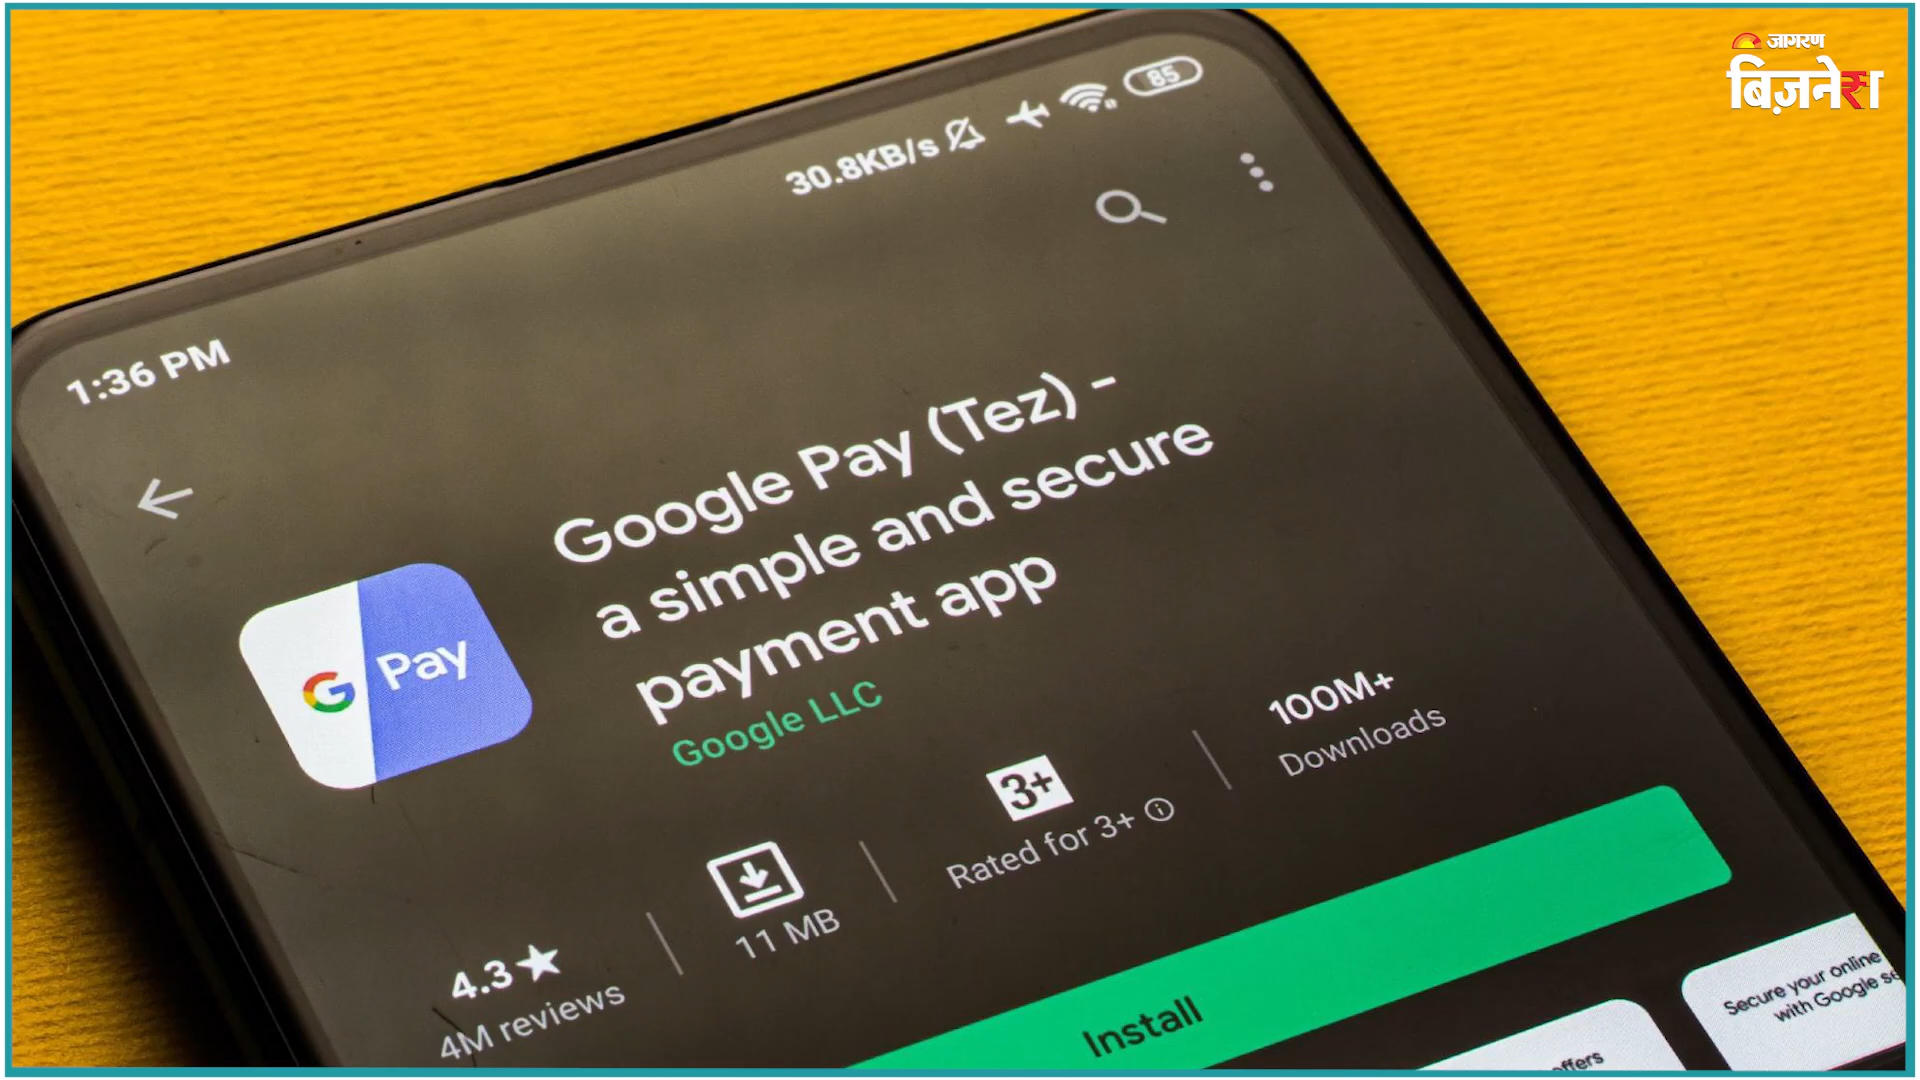 जागरण
बिज़नेस
30.8KB/s
85
1:36 PM
Google Pay (Tez) -
a simple and secure
payment app
Google LLC
G Pay
4.3★
4M reviews
11 MB
3+
Rated for 3+
100M+
Downloads
Install
Secure your online
with Google